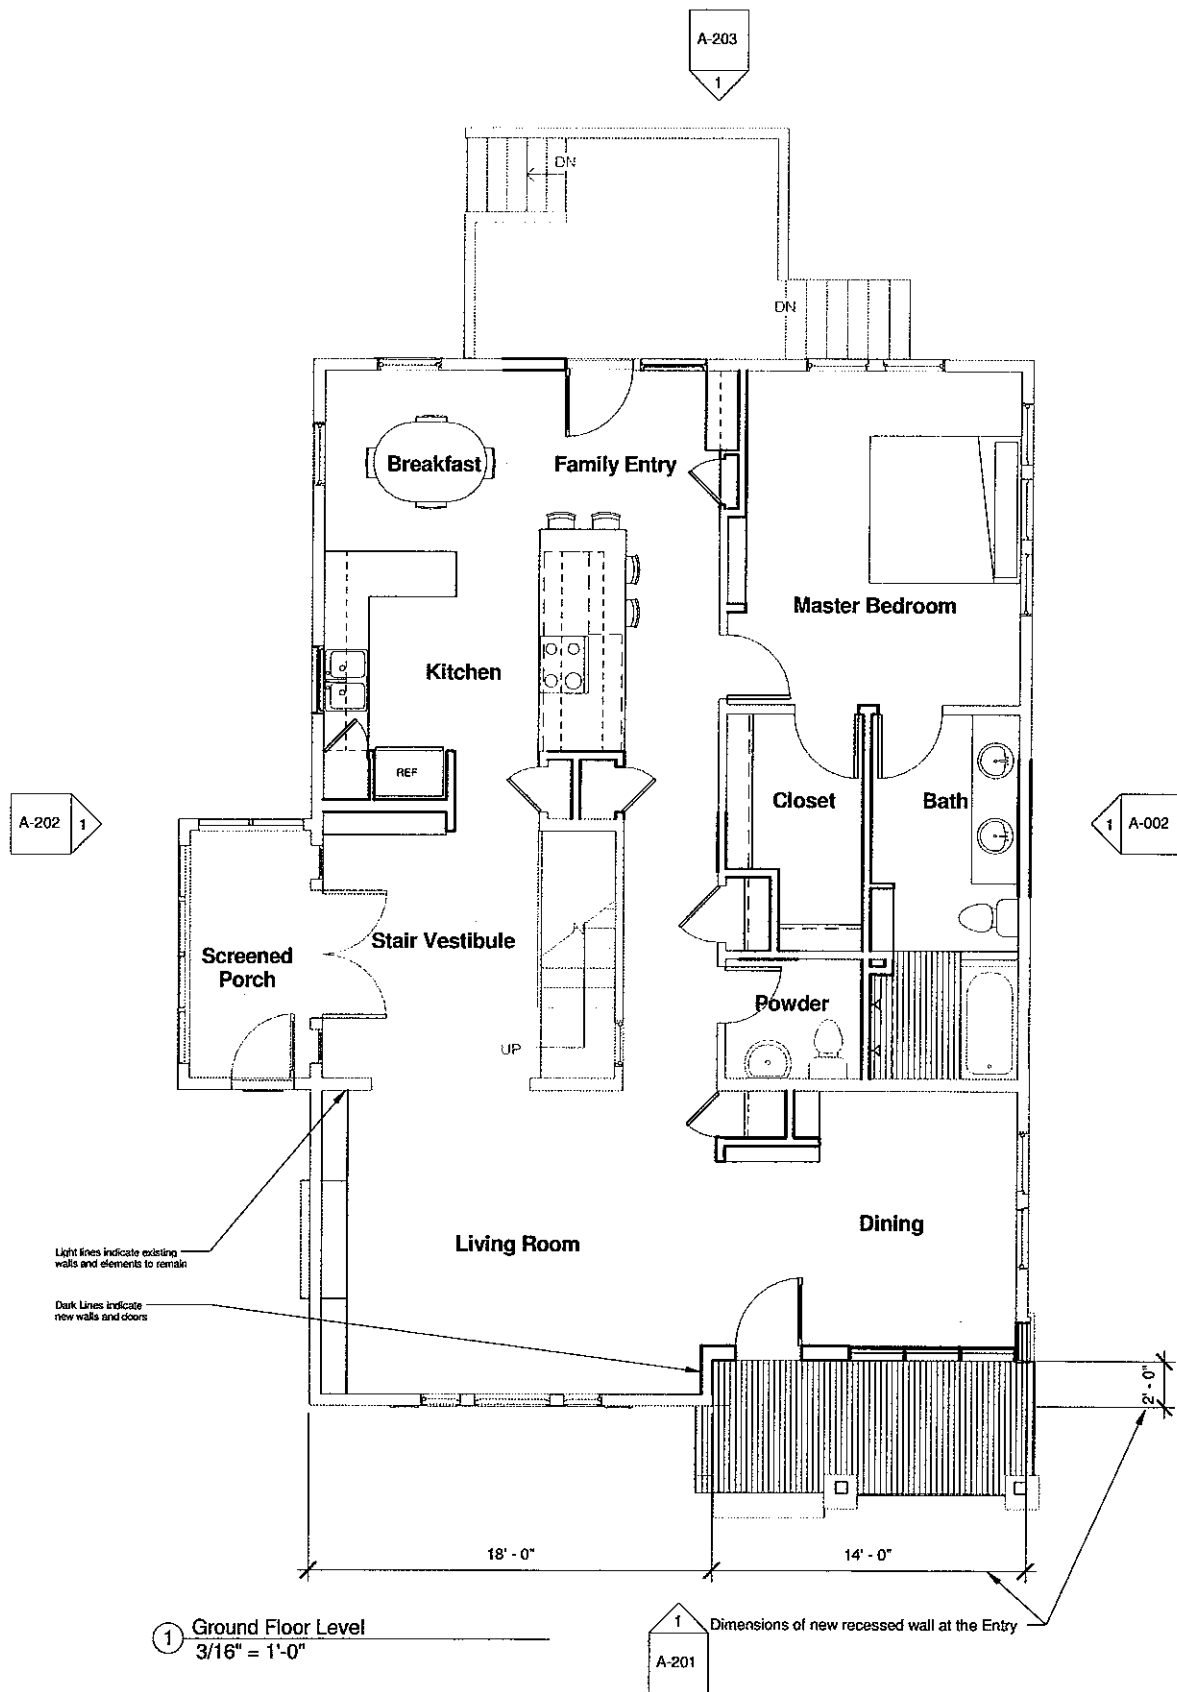 A-203
1
DN
DN
Breakfast
Family Entry
Master Bedroom
Kitchen
REF
Closet
Bath
A-202
1
1
A-002
Stair Vestibule
Screened
Porch
Powder
UP
Dining
Living Room
Light lines indicate existing
walls and elements to remain
Dark Lines indicate
new walls and doors
2' - 0"
18' - 0"
14' - 0"
1
Ground Floor Level
3/16" = 1'-0"
1
Dimensions of new recessed wall at the Entry
A-201